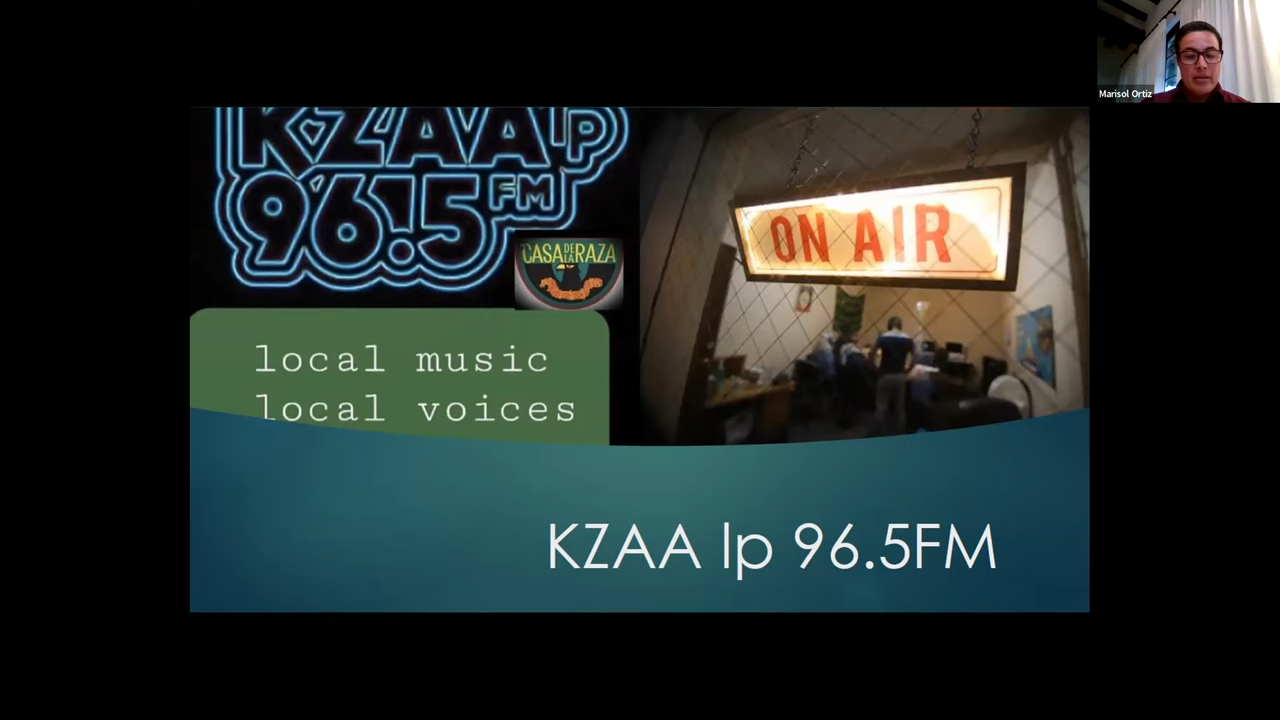 KZAA lp
96.5 FM
CASA DE LA RAZA
local music
local voices
ON AIR
KZAA lp 96.5FM
Marisol Ortiz